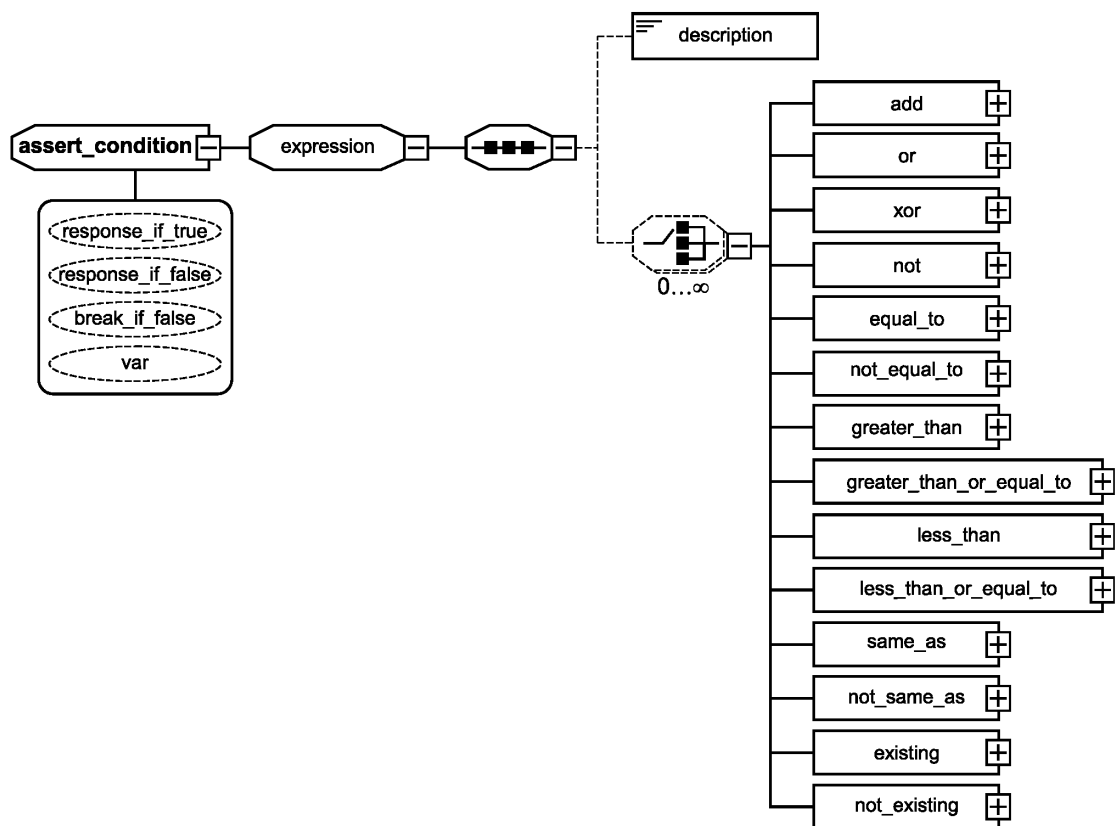 description
assert_condition
expression
response_if_true
response_if_false
break_if_false
var
0...∞
add
or
xor
not
equal_to
not_equal_to
greater_than
greater_than_or_equal_to
less_than
less_than_or_equal_to
same_as
not_same_as
existing
not_existing